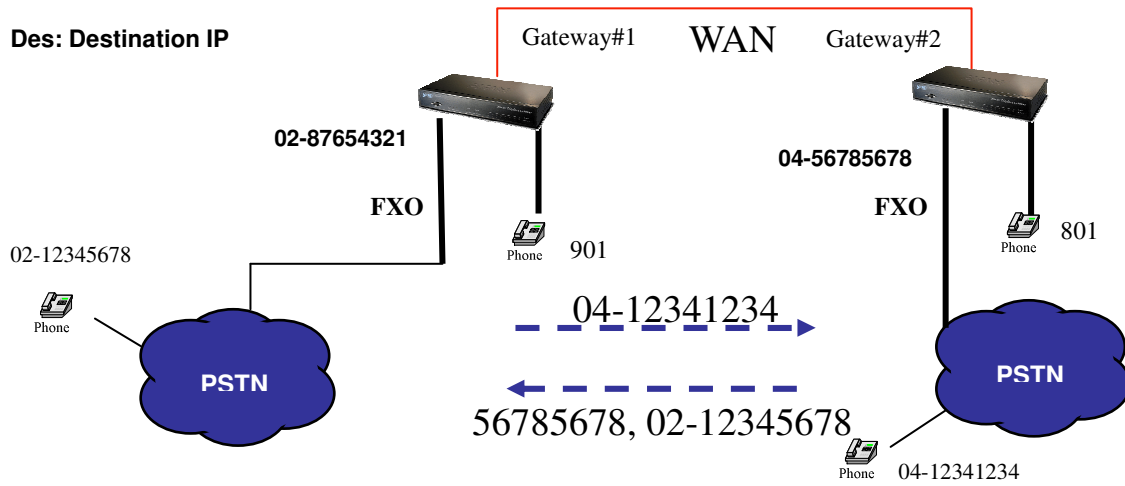 Des: Destination IP
Gateway#1
WAN
Gateway#2
02-87654321
04-56785678
FXO
FXO
Phone
901
Phone
801
02-12345678
Phone
04-12341234
PSTN
PSTN
56785678, 02-12345678
Phone
04-12341234